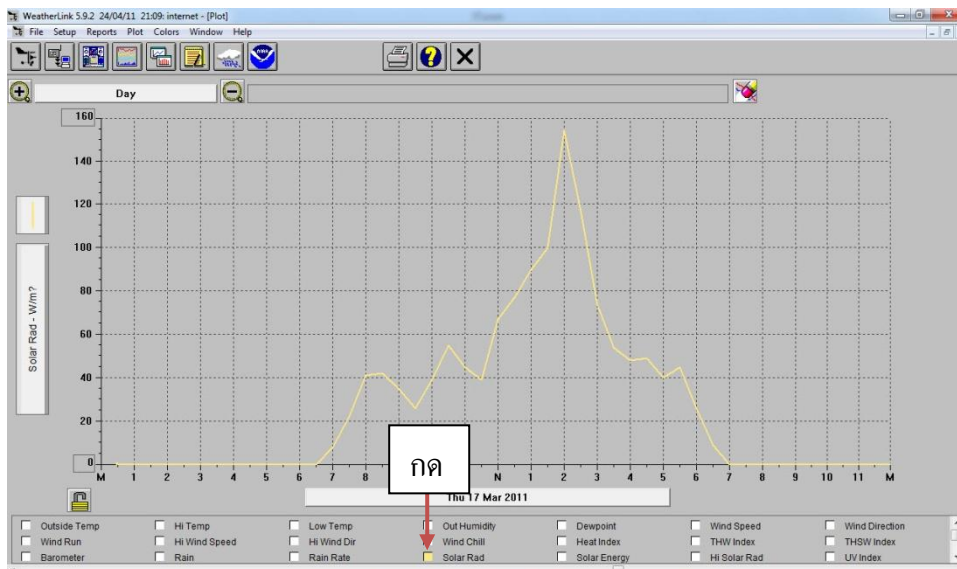 WeatherLink 5.9.2 24/04/11 21:09: internet - [Plot]
File Setup Reports Plot Colors Window Help
Day
160
140
120
100
80
60
40
20
0
Solar Rad - W/m?
M 1 2 3 4 5 6 7 8 N 1 2 3 4 5 6 7 8 9 10 11 M
กด
Thu 17 Mar 2011
Outside Temp Hi Temp Low Temp Out Humidity Dewpoint Wind Speed Wind Direction
Wind Run Hi Wind Speed Hi Wind Dir Wind Chill Heat Index THW Index THSW Index
Barometer Rain Rain Rate Solar Rad Solar Energy Hi Solar Rad UV Index